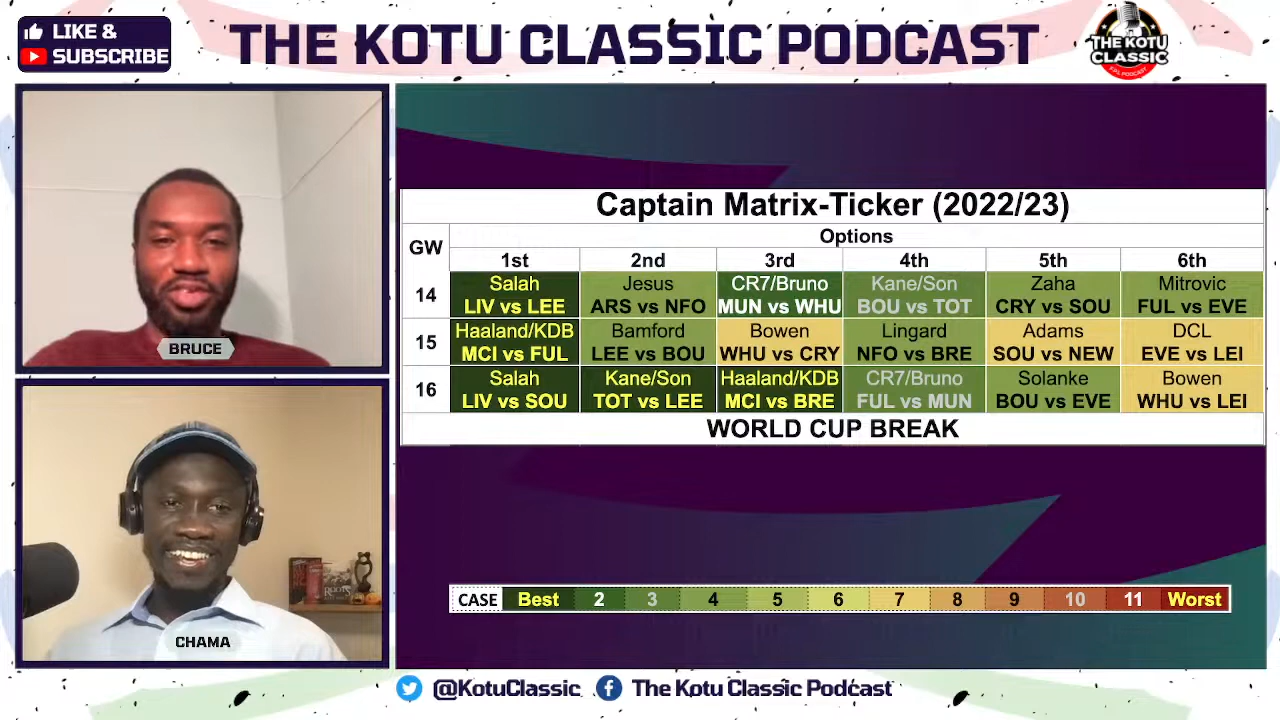 LIKE &
SUBSCRIBE
THE KOTU CLASSIC PODCAST
THE KOTU
CLASSIC
FPL PODCAST
BRUCE
CHAMA
Captain Matrix-Ticker (2022/23)
GW
Options
1st 2nd 3rd 4th 5th 6th
14
Salah Jesus CR7/Bruno Kane/Son Zaha Mitrovic
LIV vs LEE ARS vs NFO MUN vs WHU BOU vs TOT CRY vs SOU FUL vs EVE
15
Haaland/KDB Bamford Bowen Lingard Adams DCL
MCI vs FUL LEE vs BOU WHU vs CRY NFO vs BRE SOU vs NEW EVE vs LEI
16
Salah Kane/Son Haaland/KDB CR7/Bruno Solanke Bowen
LIV vs SOU TOT vs LEE MCI vs BRE FUL vs MUN BOU vs EVE WHU vs LEI
WORLD CUP BREAK
CASE Best 2 3 4 5 6 7 8 9 10 11 Worst
@KotuClassic The Kotu Classic Podcast